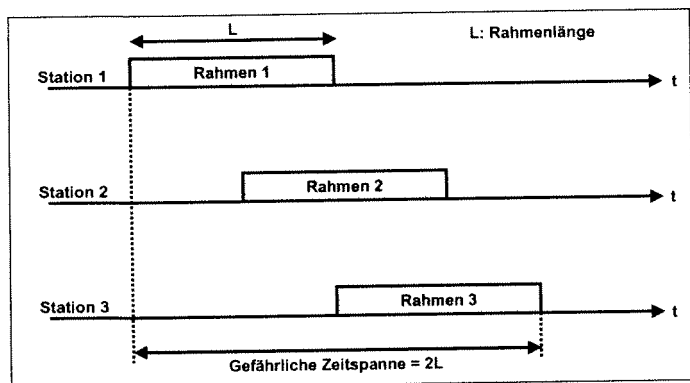 L
L: Rahmenlänge
Station 1
Rahmen 1
t
Station 2
Rahmen 2
t
Station 3
Rahmen 3
t
Gefährliche Zeitspanne = 2L